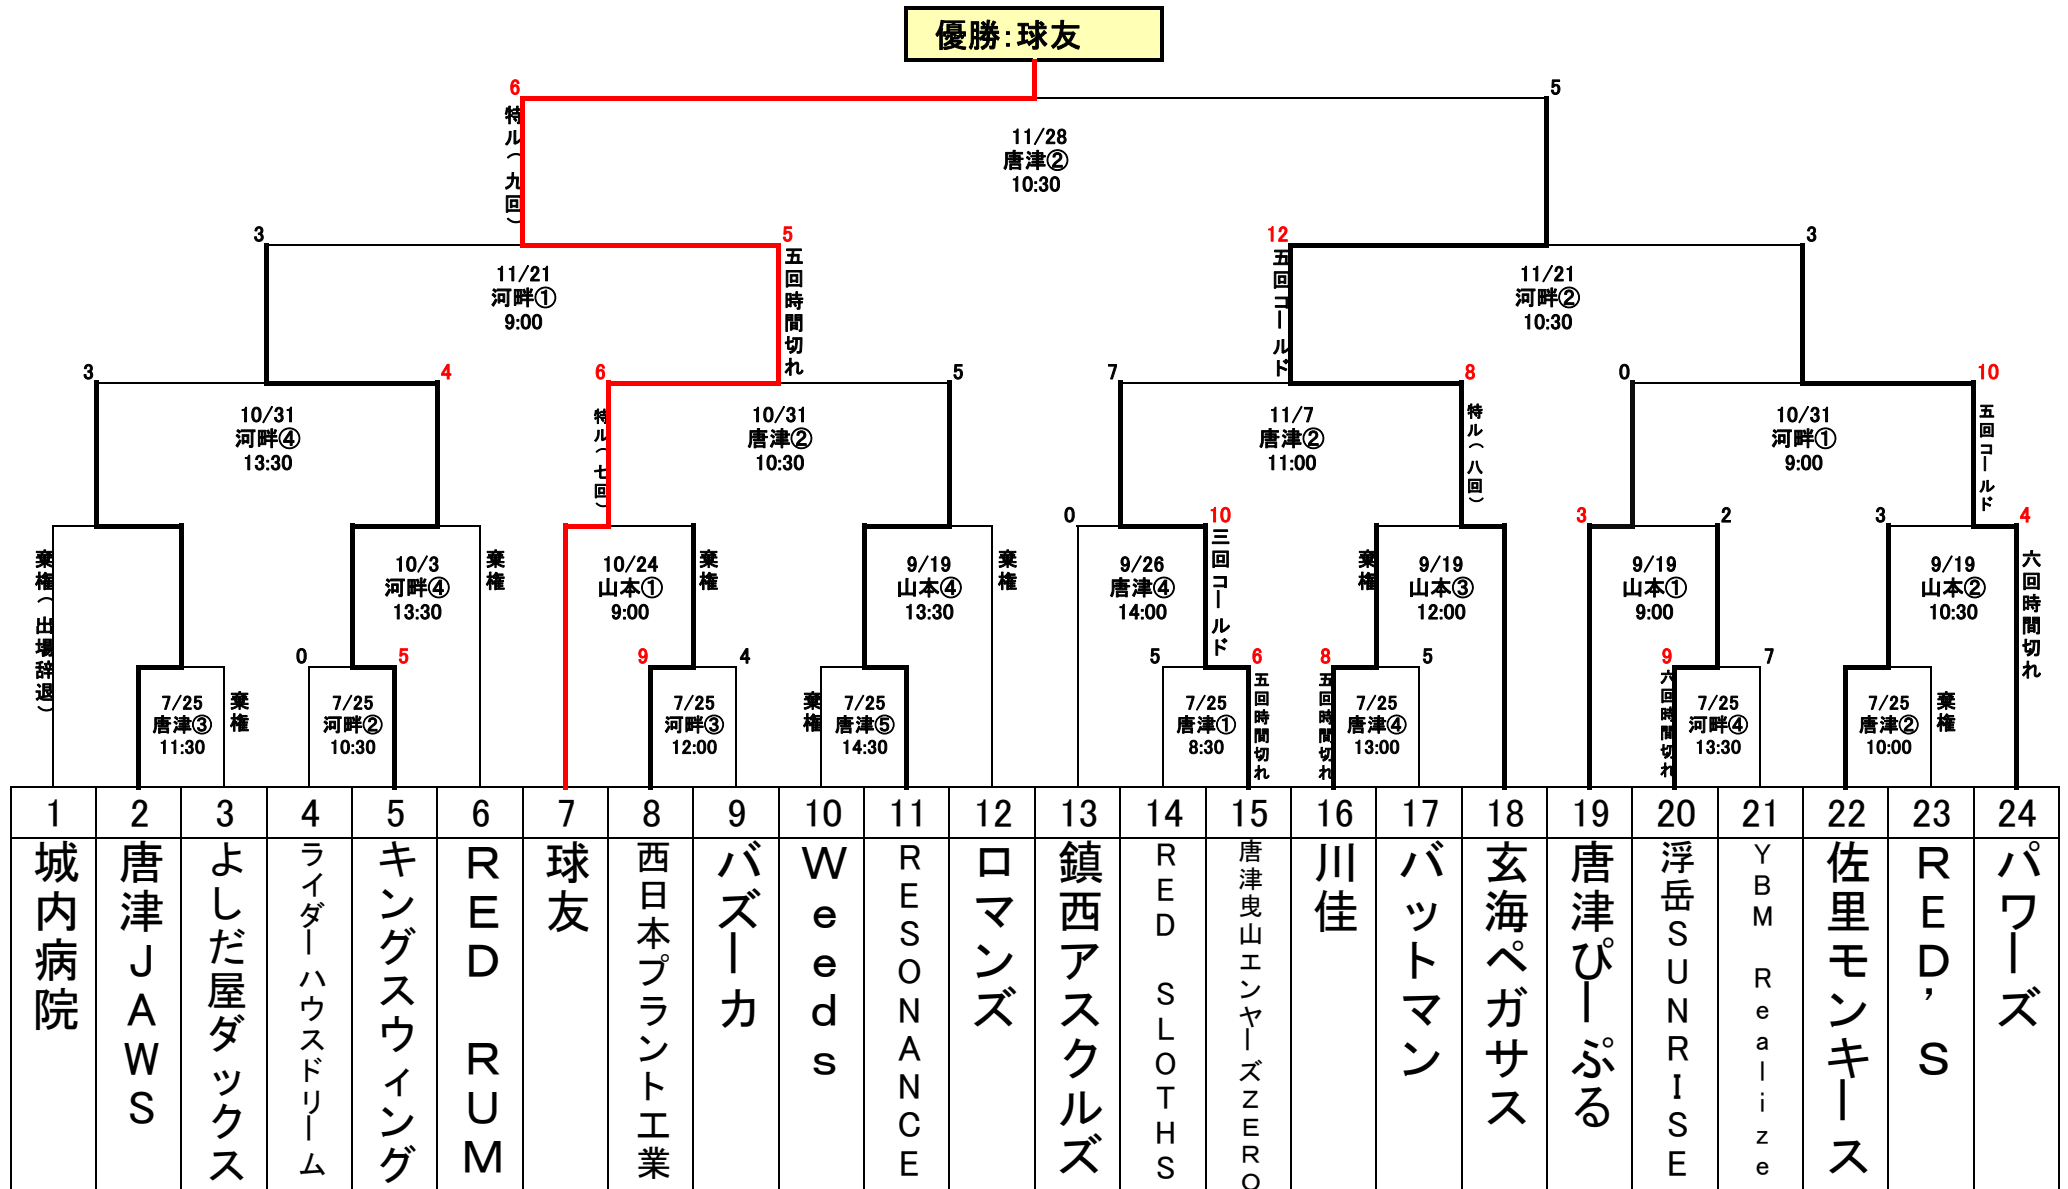 優勝:球友
6
5
特ル(九回)
11/28
唐津②
10:30
3
5
12
3
五回時間切れ
五回コールド
11/21
河畔①
9:00
11/21
河畔②
10:30
3
4
6
5
7
8
0
10
10/31
河畔④
13:30
特ル(七回)
10/31
唐津②
10:30
11/7
唐津②
11:00
特ル(八回)
10/31
河畔①
9:00
五回コールド
0
10
3
2
3
4
棄権(出場辞退)
10/3
河畔④
13:30
棄権
10/24
山本①
9:00
棄権
9/19
山本④
13:30
棄権
9/26
唐津④
14:00
三回コールド
棄権
9/19
山本③
12:00
9/19
山本①
9:00
9/19
山本②
10:30
六回時間切れ
0
5
9
4
5
6
8
5
9
7
7/25
唐津③
11:30
棄権
7/25
河畔②
10:30
7/25
河畔③
12:00
棄権
7/25
唐津⑤
14:30
7/25
唐津①
8:30
五回時間切れ
五回時間切れ
7/25
唐津④
13:00
六回時間切れ
7/25
河畔④
13:30
7/25
唐津②
10:00
棄権
1 2 3 4 5 6 7 8 9 10 11 12 13 14 15 16 17 18 19 20 21 22 23 24
城内病院
唐津JAWS
よしだ屋ダックス
ライダーハウスドリーム
キングスウィング
RED RUM
球友
西日本プラント工業
バズーカ
Weeds
RESONANCE
ロマンズ
鎮西アスクルズ
RED SLOTHS
唐津曳山エンヤーズZERO
川佳
バットマン
玄海ペガサス
唐津ぴーぷる
浮岳SUNRISE
YBM Realize
佐里モンキース
RED'S
パワーズ